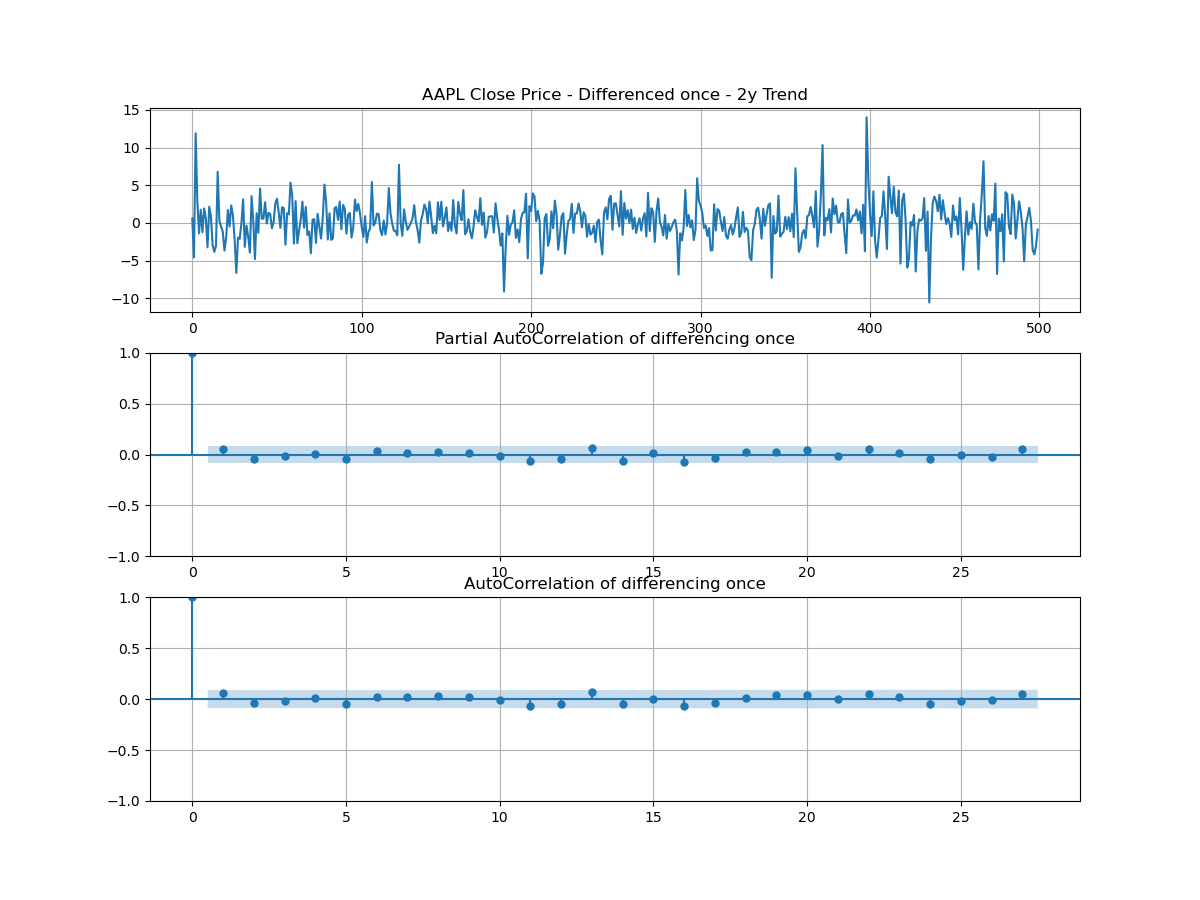 AAPL Close Price - Differenced once - 2y Trend
15
10
5
0
−5
−10
0 100 200 300 400 500
Partial AutoCorrelation of differencing once
1.0
0.5
0.0
−0.5
−1.0
0 5 10 15 20 25
AutoCorrelation of differencing once
1.0
0.5
0.0
−0.5
−1.0
0 5 10 15 20 25